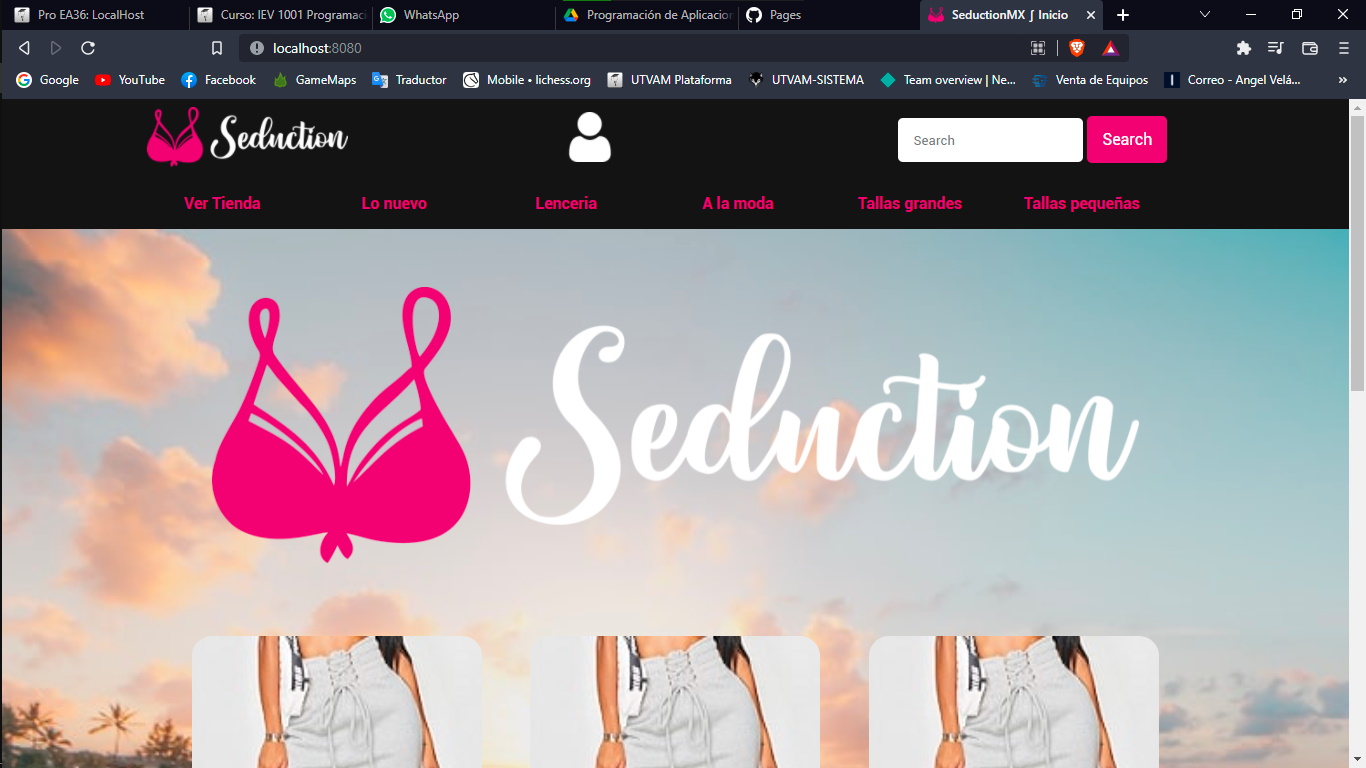 Pro EA36: LocalHost
Curso: IEV 1001 Programaci
WhatsApp
Programación de Aplicacion
Pages
SeductionMX ∫ Inicio
localhost:8080
Google
YouTube
Facebook
GameMaps
Traductor
Mobile • lichess.org
UTVAM Plataforma
UTVAM-SISTEMA
Team overview | Ne...
Venta de Equipos
Correo - Angel Velá...
»
Seduction
Search
Search
Ver Tienda
Lo nuevo
Lenceria
A la moda
Tallas grandes
Tallas pequeñas
Seduction